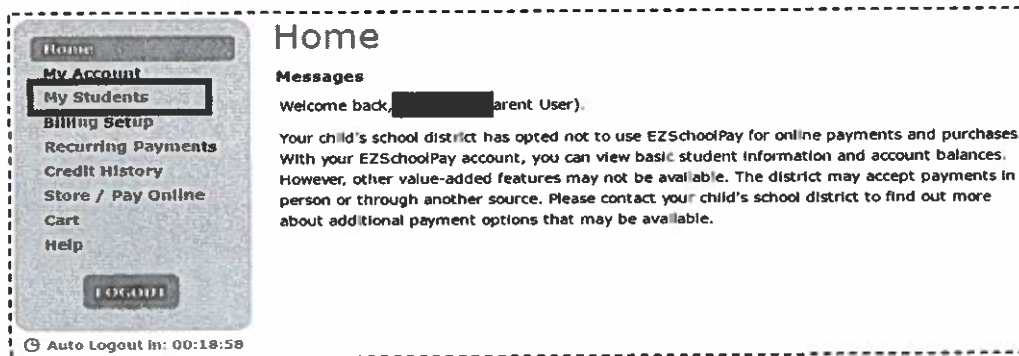 Home
My Account
My Students
Billing Setup
Recurring Payments
Credit History
Store / Pay Online
Cart
Help
LOGOUT
Auto Logout in: 00:18:58
Home
Messages
Welcome back, arent User).
Your child's school district has opted not to use EZSchoolPay for online payments and purchases.
With your EZSchoolPay account, you can view basic student information and account balances.
However, other value-added features may not be available. The district may accept payments in
person or through another source. Please contact your child's school district to find out more
about additional payment options that may be available.